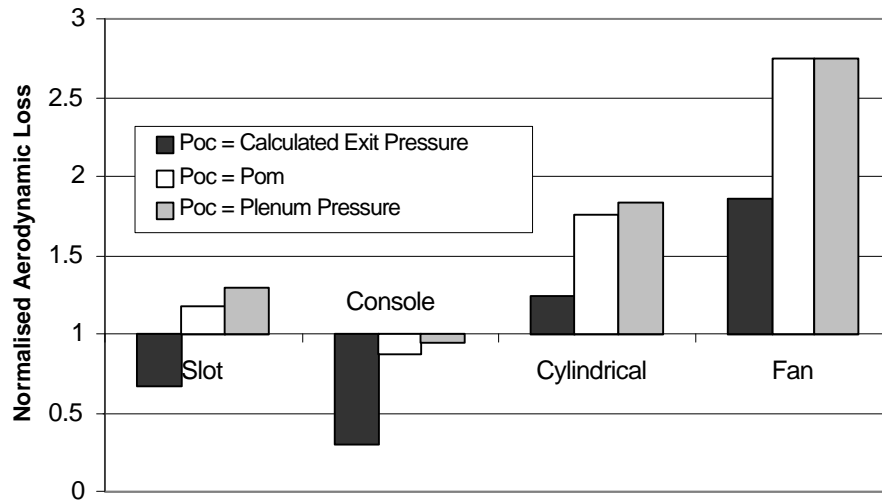 Normalised Aerodynamic Loss
3
2.5
2
1.5
1
0.5
0
Poc = Calculated Exit Pressure
Poc = Pom
Poc = Plenum Pressure
Console
Slot
Cylindrical
Fan